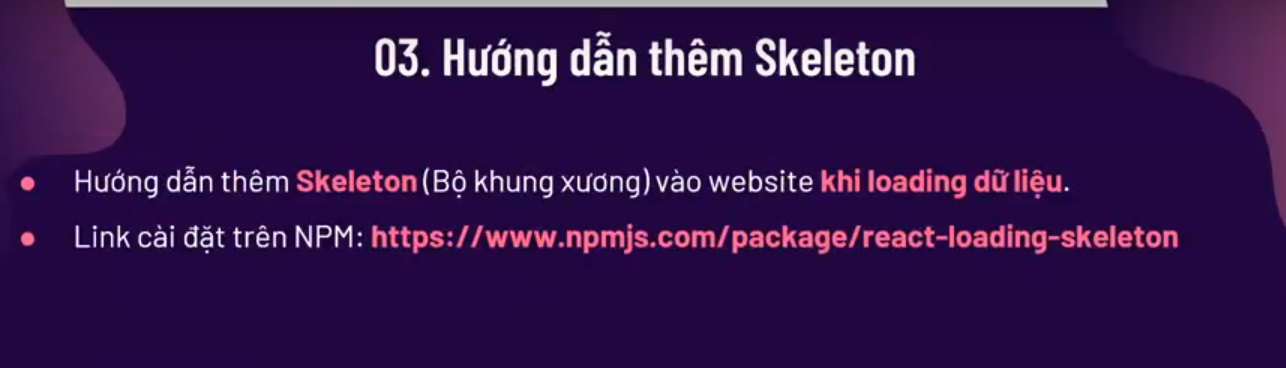 03. Hướng dẫn thêm Skeleton
Hướng dẫn thêm Skeleton (Bộ khung xương) vào website khi loading dữ liệu.
Link cài đặt trên NPM: https://www.npmjs.com/package/react-loading-skeleton